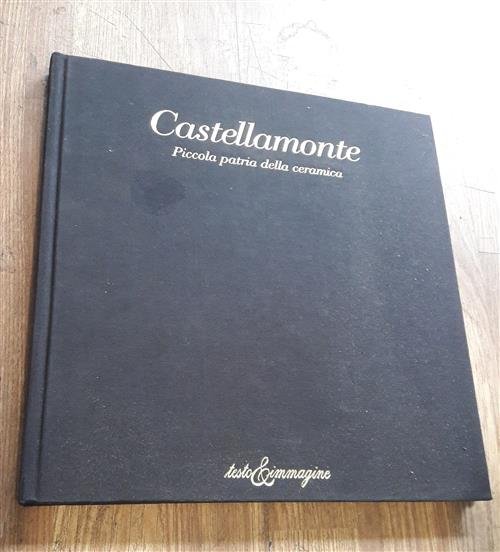 Castellamonte
Piccola patria della ceramica
testo&immagine